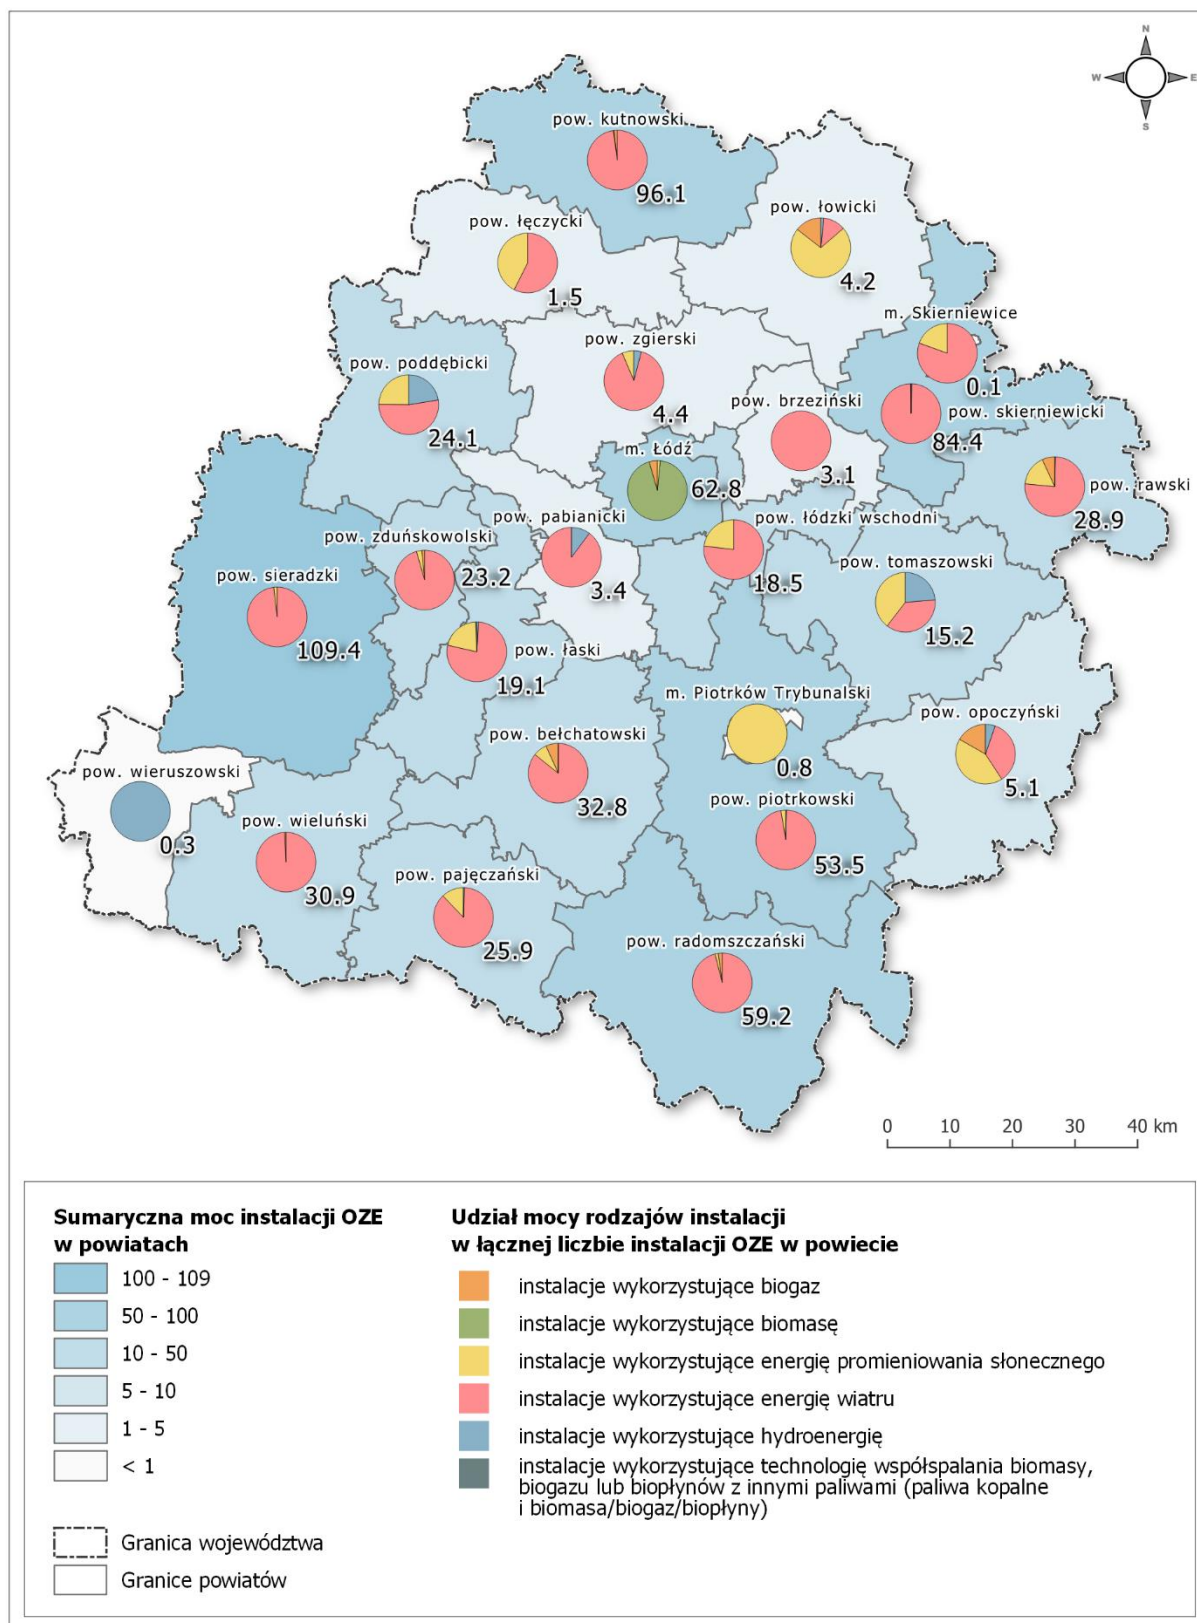 N
W
E
S
pow. kutnowski
96.1
pow. łęczycki
1.5
pow. łowicki
4.2
m. Skierniewice
0.1
pow. zgierski
4.4
pow. poddębicki
24.1
pow. brzeziński
3.1
pow. skierniewicki
84.4
m. Łódź
62.8
pow. rawski
28.9
pow. pabianicki
3.4
pow. łódzki wschodni
18.5
pow. zduńskowolski
23.2
pow. sieradzki
109.4
pow. tomaszowski
15.2
pow. łaski
19.1
m. Piotrków Trybunalski
0.8
pow. opoczyński
5.1
pow. bełchatowski
32.8
pow. wieruszowski
0.3
pow. piotrkowski
53.5
pow. wieluński
30.9
pow. pajęczański
25.9
pow. radomszczański
59.2
0 10 20 30 40 km
Sumaryczna moc instalacji OZE
w powiatach
100 - 109
50 - 100
10 - 50
5 - 10
1 - 5
< 1
Granica województwa
Granice powiatów
Udział mocy rodzajów instalacji
w łącznej liczbie instalacji OZE w powiecie
instalacje wykorzystujące biogaz
instalacje wykorzystujące biomasę
instalacje wykorzystujące energię promieniowania słonecznego
instalacje wykorzystujące energię wiatru
instalacje wykorzystujące hydroenergię
instalacje wykorzystujące technologię współspalania biomasy,
biogazu lub biopłynów z innymi paliwami (paliwa kopalne
i biomasa/biogaz/biopłyny)